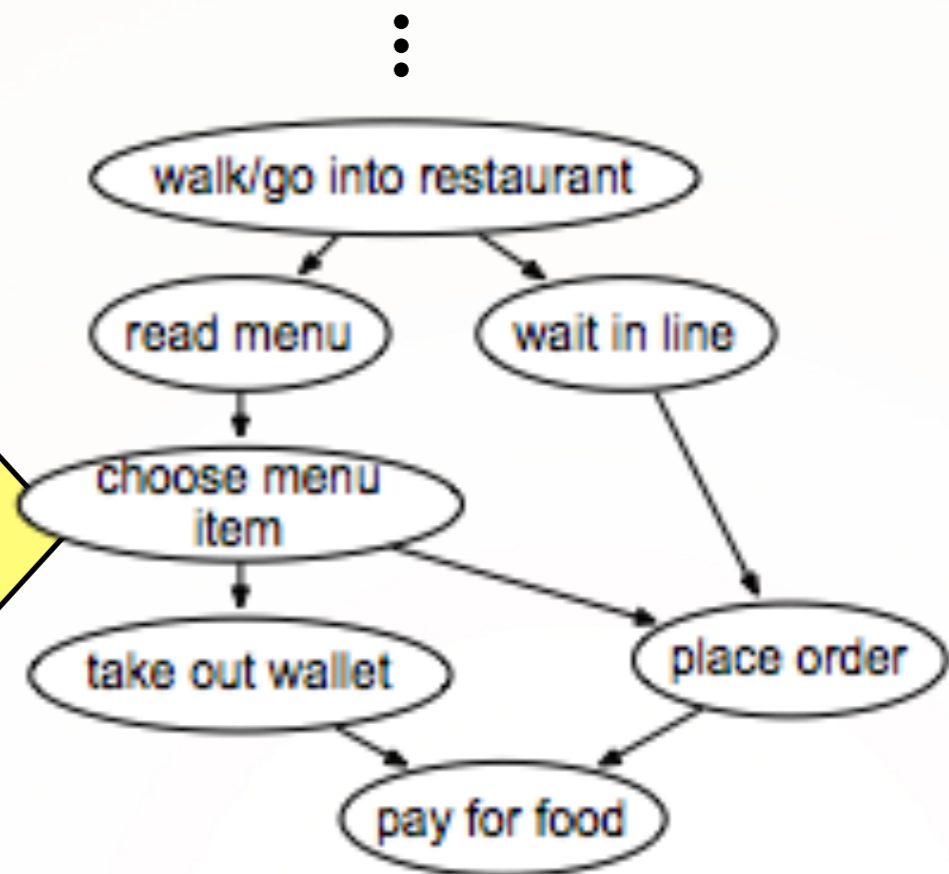 walk/go into restaurant
read menu
wait in line
choose menu
item
take out wallet
place order
pay for food